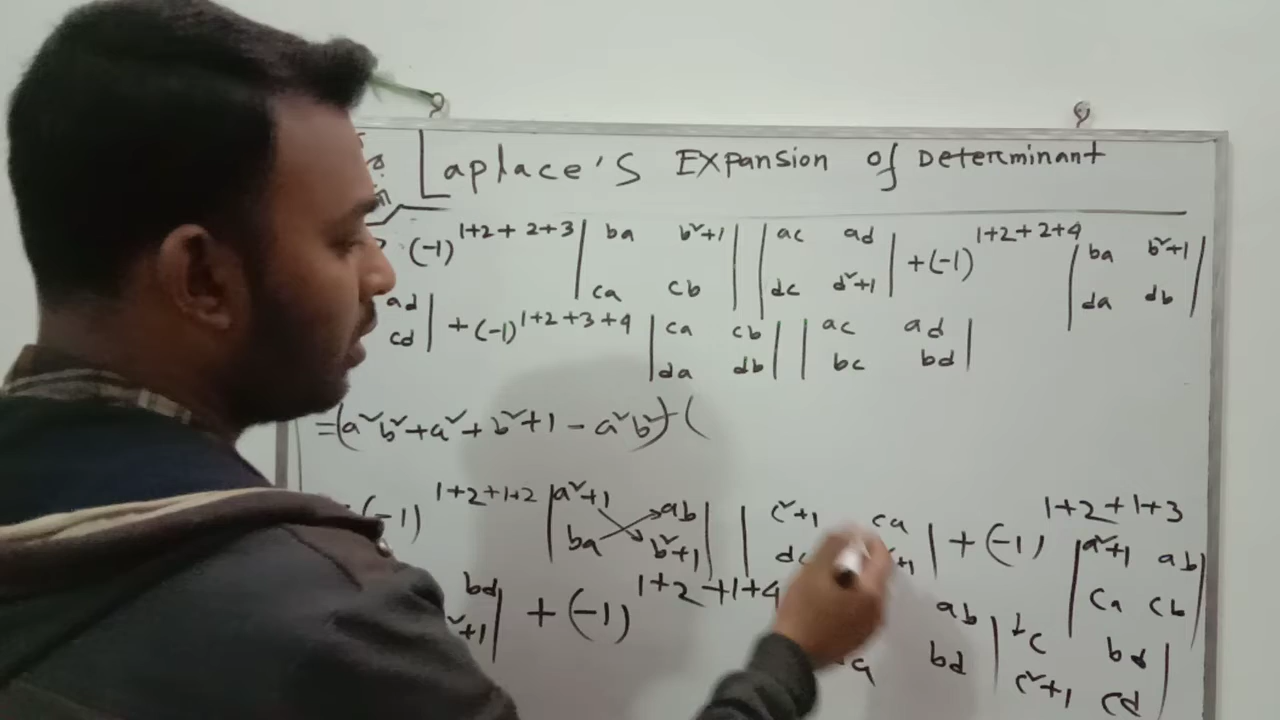 Laplace's Expansion of Determinant
(-1)^1+2+2+3 | ba b²+1 | | ac ad | + (-1)^1+2+2+4 | ba b²+1 |
| ca cb | | dc d²+1 | | da db |
ad | + (-1)^1+2+3+4 | ca cb | | ac ad |
cd | | da db | | bc bd |
= (a²b² + a² + b² + 1 - a²b²) (
(-1)^1+2+1+2 | a²+1 ab | | c²+1 ca | + (-1)^1+2+1+3 | a²+1 ab |
| ba b²+1 | | | ca cb |
bd | + (-1)^1+2+1+4 ab | bc bd |
bd | c²+1 cd |